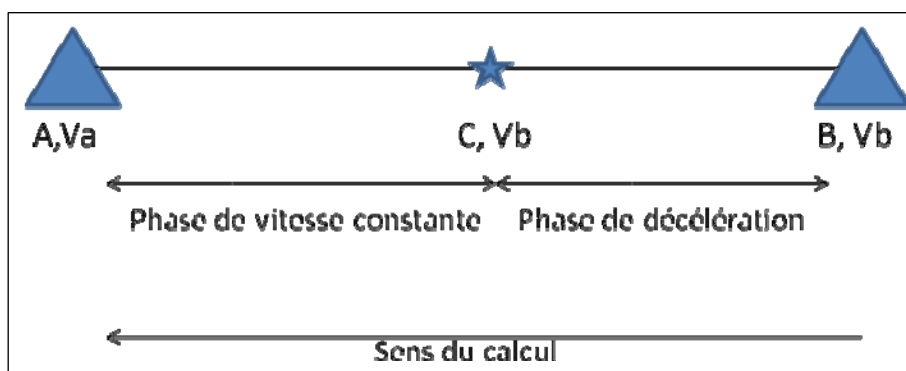 A,Va C, Vb B, Vb
Phase de vitesse constante Phase de décélération
Sens du calcul